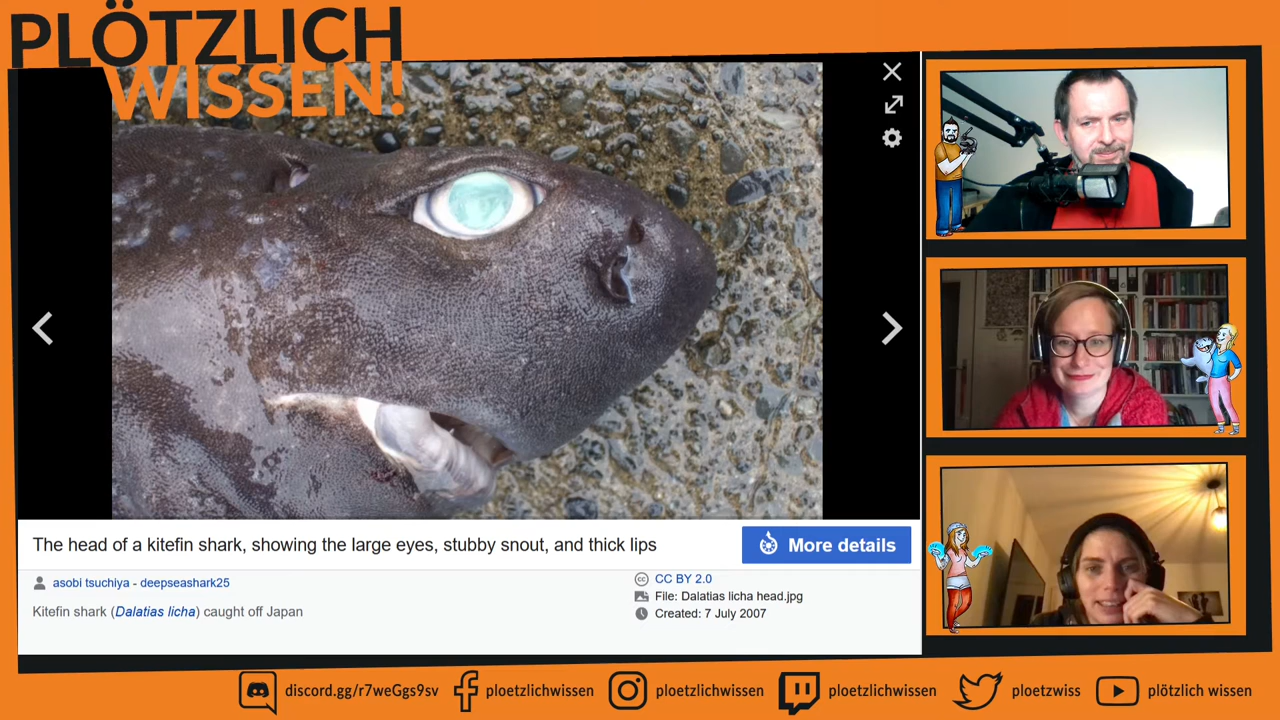 PLÖTZLICH
WISSEN!
The head of a kitefin shark, showing the large eyes, stubby snout, and thick lips
More details
asobi tsuchiya - deepseashark25
Kitefin shark (Dalatias licha) caught off Japan
CC BY 2.0
File: Dalatias licha head.jpg
Created: 7 July 2007
discord.gg/r7weGgs9sv
ploetzlichwissen
ploetzlichwissen
ploetzlichwissen
ploetzwiss
plötzlich wissen